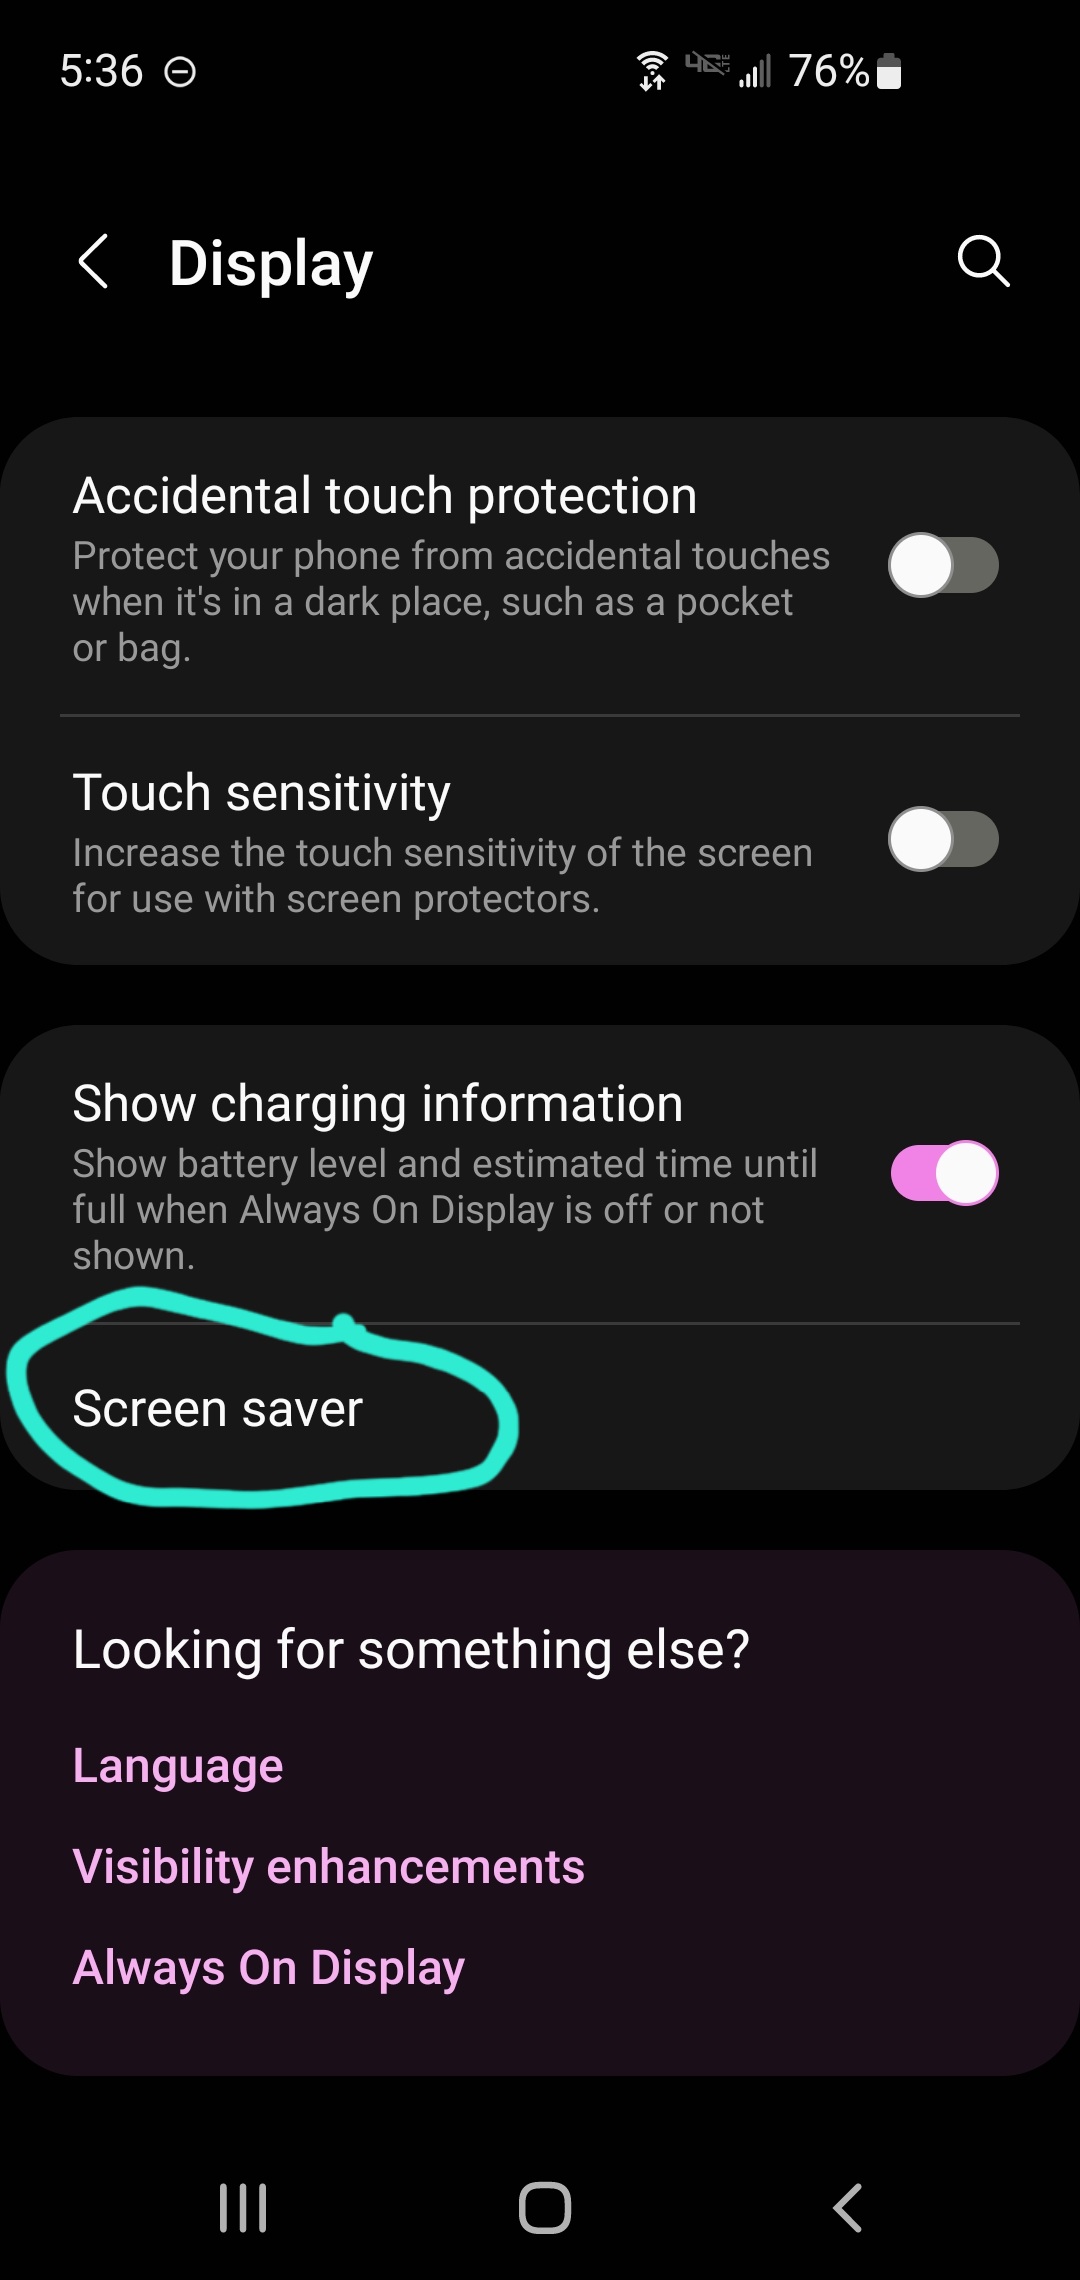 5:36 4G LTE 76%
Display
Accidental touch protection
Protect your phone from accidental touches
when it's in a dark place, such as a pocket
or bag.
Touch sensitivity
Increase the touch sensitivity of the screen
for use with screen protectors.
Show charging information
Show battery level and estimated time until
full when Always On Display is off or not
shown.
Screen saver
Looking for something else?
Language
Visibility enhancements
Always On Display